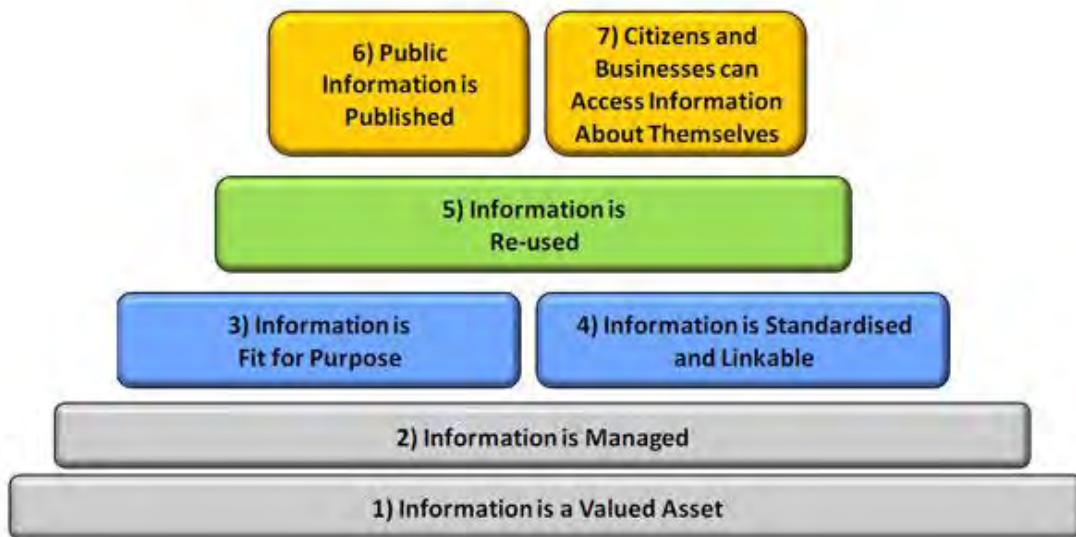 6) Public
Information is
Published
7) Citizens and
Businesses can
Access Information
About Themselves
5) Information is
Re-used
3) Information is
Fit for Purpose
4) Information is Standardised
and Linkable
2) Information is Managed
1) Information is a Valued Asset